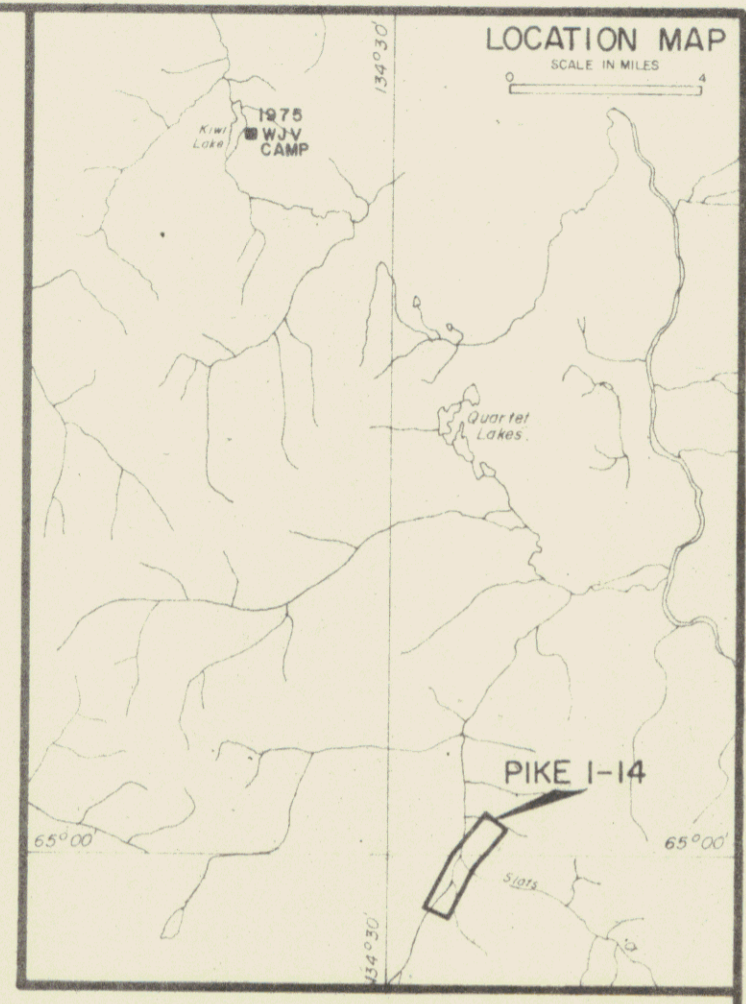 LOCATION MAP
SCALE IN MILES
0 4
134°30'
1975
WJV
CAMP
Kiwi
Lake
Quartet
Lakes
PIKE 1-14
65°00'
65°00'
Slats
134°30'